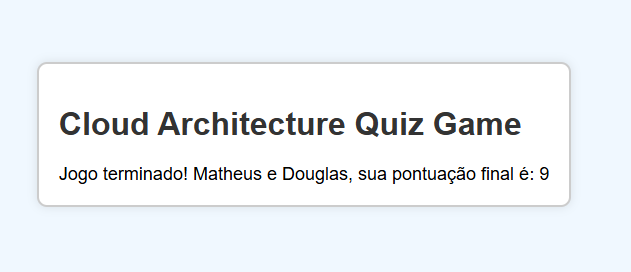 Cloud Architecture Quiz Game
Jogo terminado! Matheus e Douglas, sua pontuação final é: 9